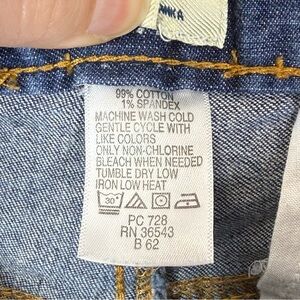 99% COTTON
1% SPANDEX
MACHINE WASH COLD
GENTLE CYCLE WITH
LIKE COLORS
ONLY NON-CHLORINE
BLEACH WHEN NEEDED
TUMBLE DRY LOW
IRON LOW HEAT
30°
PC 728
RN 36543
B 62